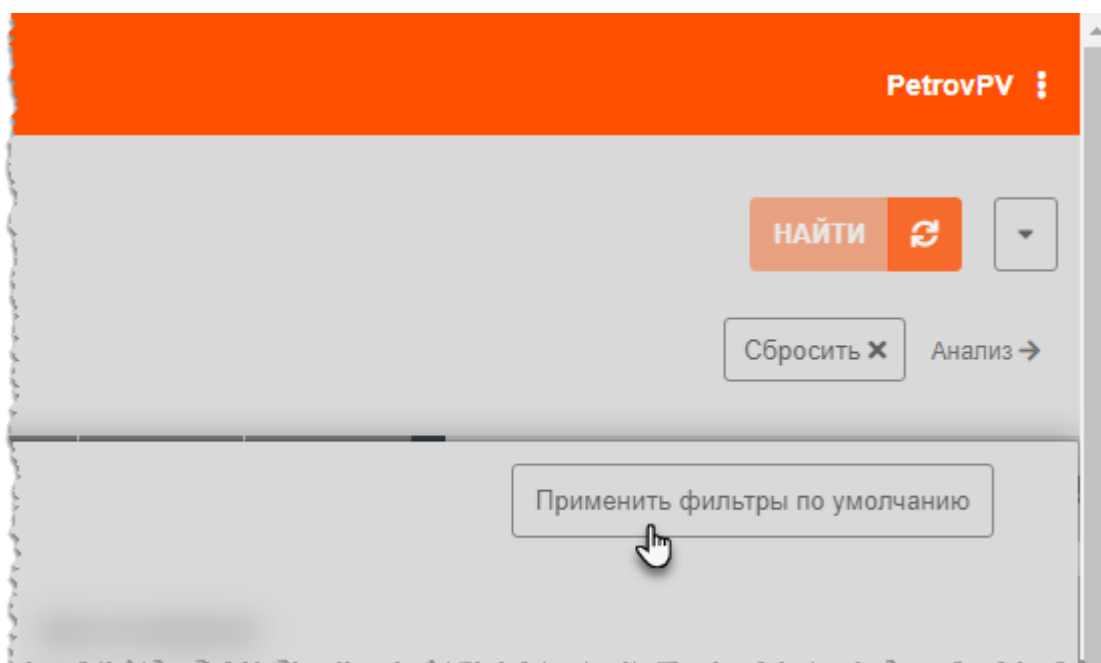 PetrovPV
НАЙТИ
Сбросить
Анализ
Применить фильтры по умолчанию